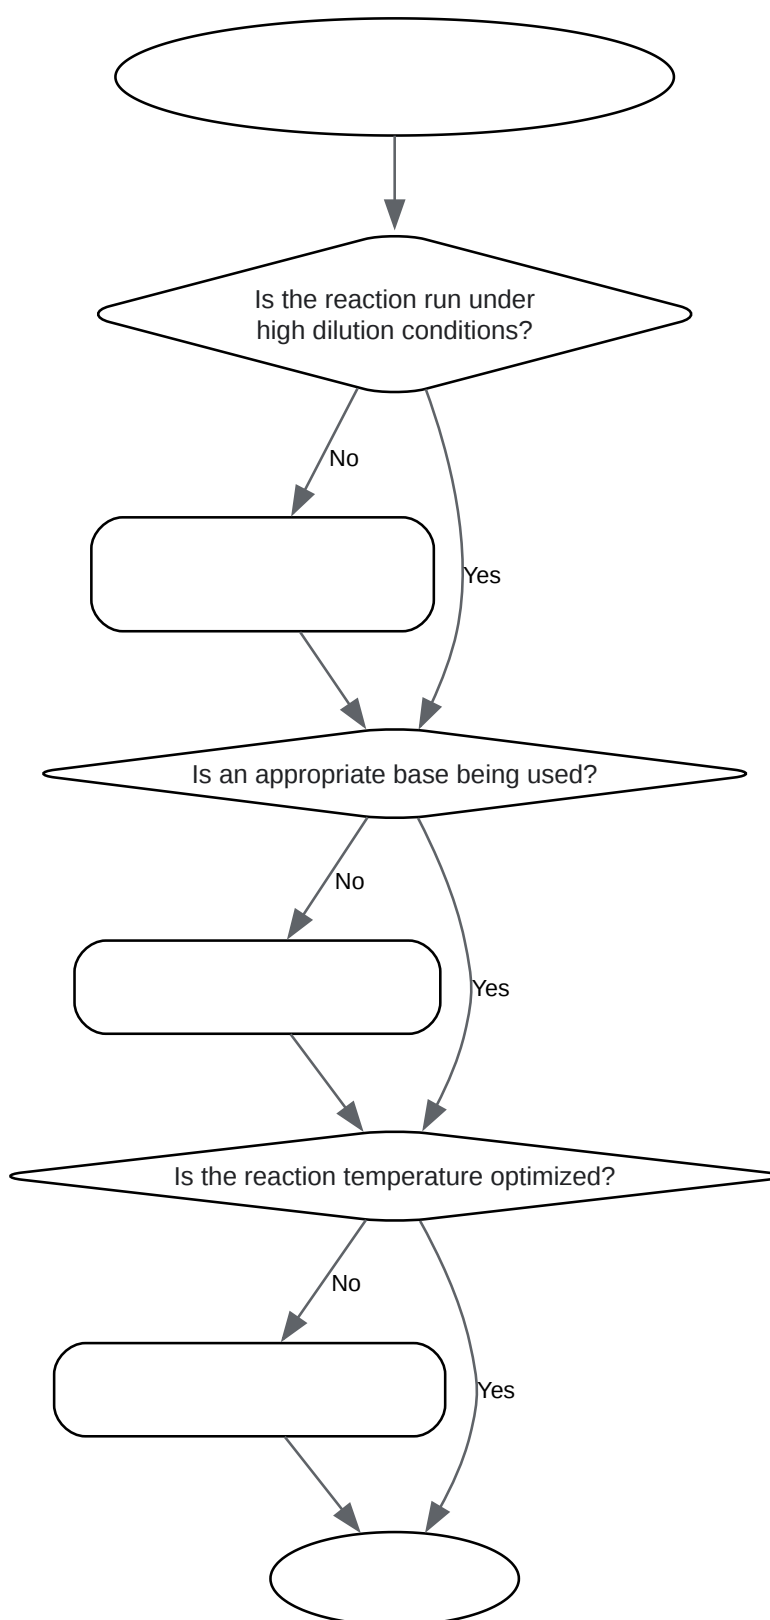 Is the reaction run under
high dilution conditions?
No
Yes
Is an appropriate base being used?
No
Yes
Is the reaction temperature optimized?
No
Yes